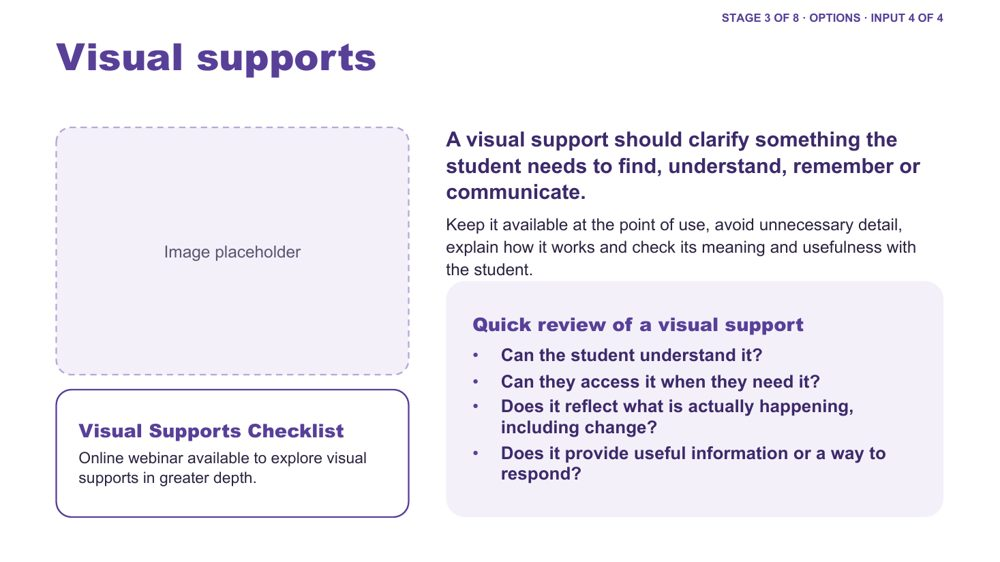 STAGE 3 OF 8 · OPTIONS · INPUT 4 OF 4
Visual supports
Image placeholder
Visual Supports Checklist
Online webinar available to explore visual
supports in greater depth.
A visual support should clarify something the
student needs to find, understand, remember or
communicate.
Keep it available at the point of use, avoid unnecessary detail,
explain how it works and check its meaning and usefulness with
the student.
Quick review of a visual support
• Can the student understand it?
• Can they access it when they need it?
• Does it reflect what is actually happening,
including change?
• Does it provide useful information or a way to
respond?